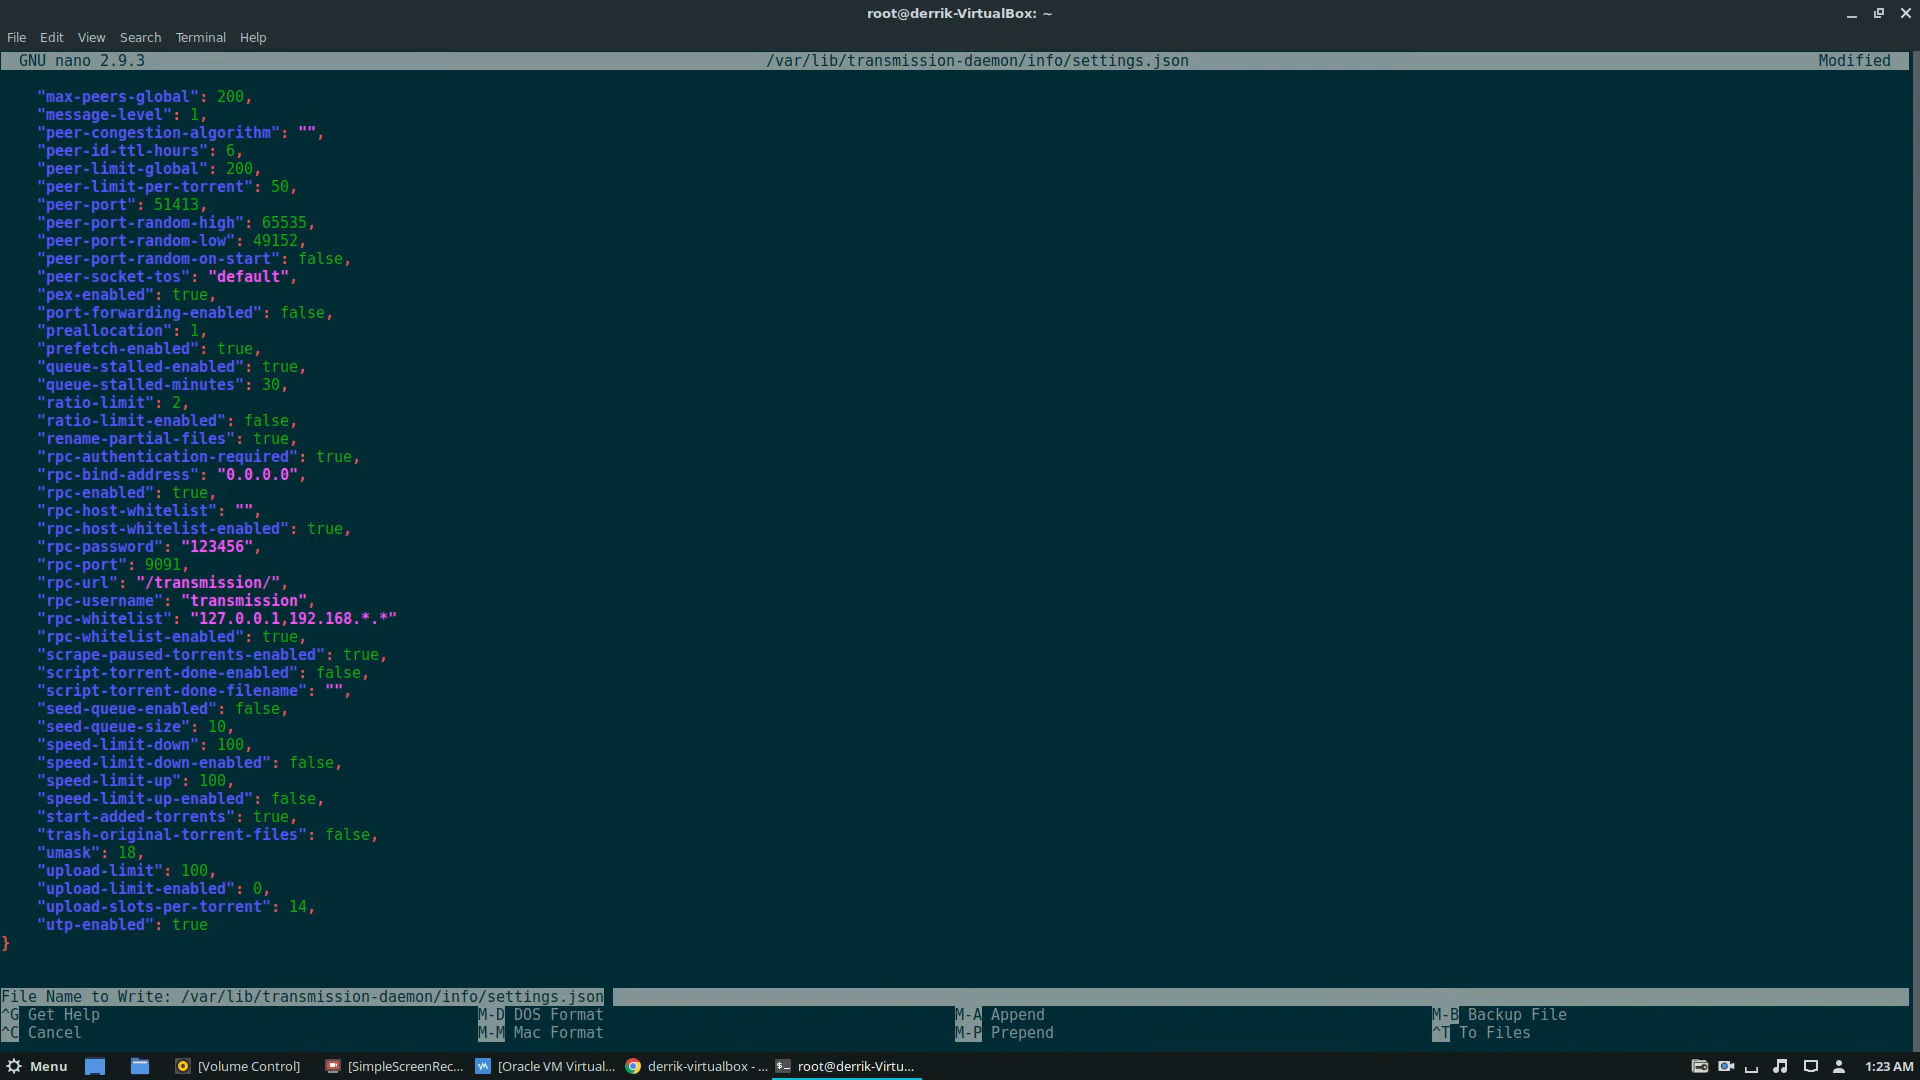 root@derrik-VirtualBox: ~
File Edit View Search Terminal Help
GNU nano 2.9.3 /var/lib/transmission-daemon/info/settings.json Modified
"max-peers-global": 200,
"message-level": 1,
"peer-congestion-algorithm": "",
"peer-id-ttl-hours": 6,
"peer-limit-global": 200,
"peer-limit-per-torrent": 50,
"peer-port": 51413,
"peer-port-random-high": 65535,
"peer-port-random-low": 49152,
"peer-port-random-on-start": false,
"peer-socket-tos": "default",
"pex-enabled": true,
"port-forwarding-enabled": false,
"preallocation": 1,
"prefetch-enabled": true,
"queue-stalled-enabled": true,
"queue-stalled-minutes": 30,
"ratio-limit": 2,
"ratio-limit-enabled": false,
"rename-partial-files": true,
"rpc-authentication-required": true,
"rpc-bind-address": "0.0.0.0",
"rpc-enabled": true,
"rpc-host-whitelist": "",
"rpc-host-whitelist-enabled": true,
"rpc-password": "123456",
"rpc-port": 9091,
"rpc-url": "/transmission/",
"rpc-username": "transmission",
"rpc-whitelist": "127.0.0.1,192.168.*.*"
"rpc-whitelist-enabled": true,
"scrape-paused-torrents-enabled": true,
"script-torrent-done-enabled": false,
"script-torrent-done-filename": "",
"seed-queue-enabled": false,
"seed-queue-size": 10,
"speed-limit-down": 100,
"speed-limit-down-enabled": false,
"speed-limit-up": 100,
"speed-limit-up-enabled": false,
"start-added-torrents": true,
"trash-original-torrent-files": false,
"umask": 18,
"upload-limit": 100,
"upload-limit-enabled": 0,
"upload-slots-per-torrent": 14,
"utp-enabled": true
}
File Name to Write: /var/lib/transmission-daemon/info/settings.json
^G Get Help M-D DOS Format M-A Append M-B Backup File
^C Cancel M-M Mac Format M-P Prepend ^T To Files
Menu [Volume Control] [SimpleScreenRec... [Oracle VM Virtual... derrik-virtualbox - ... root@derrik-Virtu... 1:23 AM